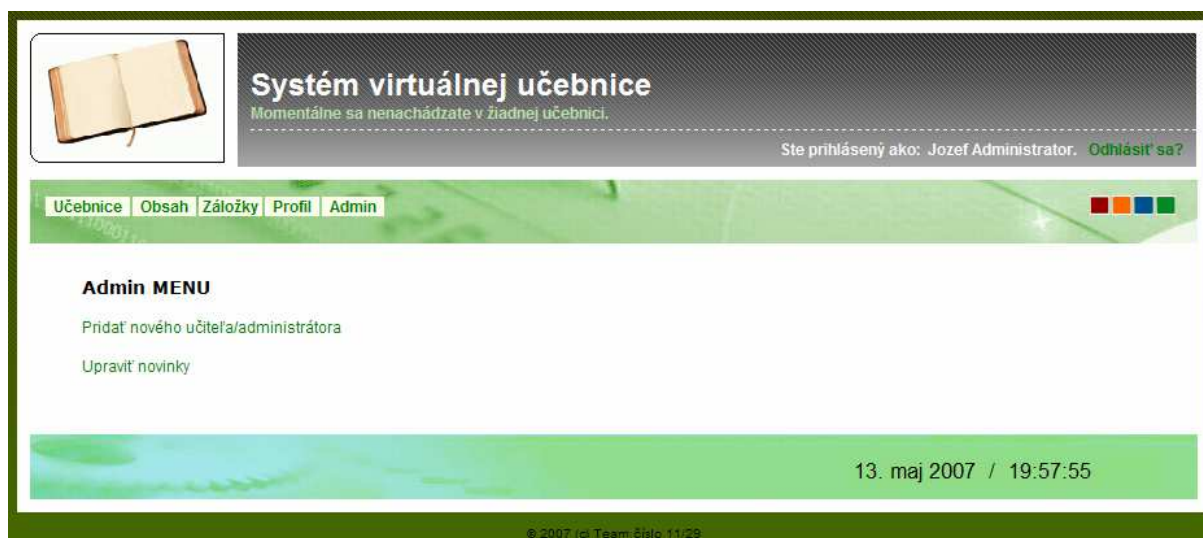 Systém virtuálnej učebnice
Momentálne sa nenachádzate v žiadnej učebnici.
Ste prihlásený ako: Jozef Administrator. Odhlásiť sa?
Učebnice Obsah Záložky Profil Admin
Admin MENU
Pridať nového učiteľa/administrátora
Upraviť novinky
13. maj 2007 / 19:57:55
© 2007 (c) Team číslo 11/29